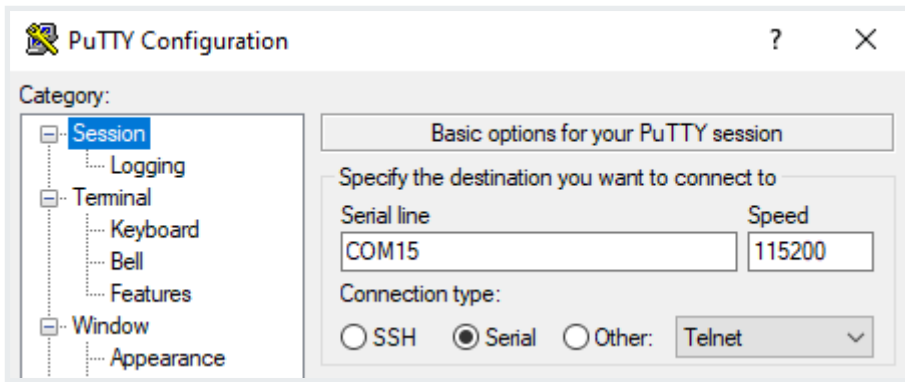 PuTTY Configuration
?
Category:
Session
Logging
Terminal
Keyboard
Bell
Features
Window
Appearance
Basic options for your PuTTY session
Specify the destination you want to connect to
Serial line Speed
COM15 115200
Connection type:
SSH Serial Other: Telnet